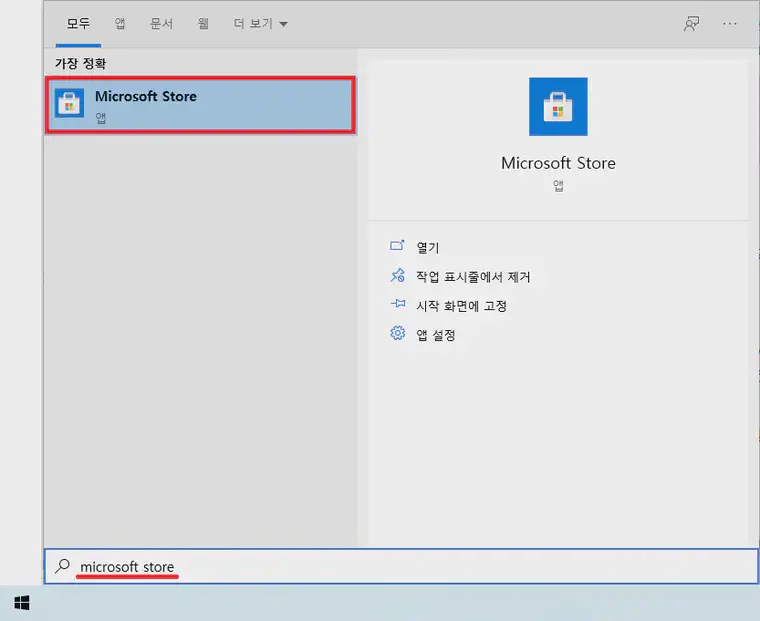 모두 앱 문서 웹 더 보기
가장 정확
Microsoft Store
앱
Microsoft Store
앱
열기
작업 표시줄에서 제거
시작 화면에 고정
앱 설정
microsoft store